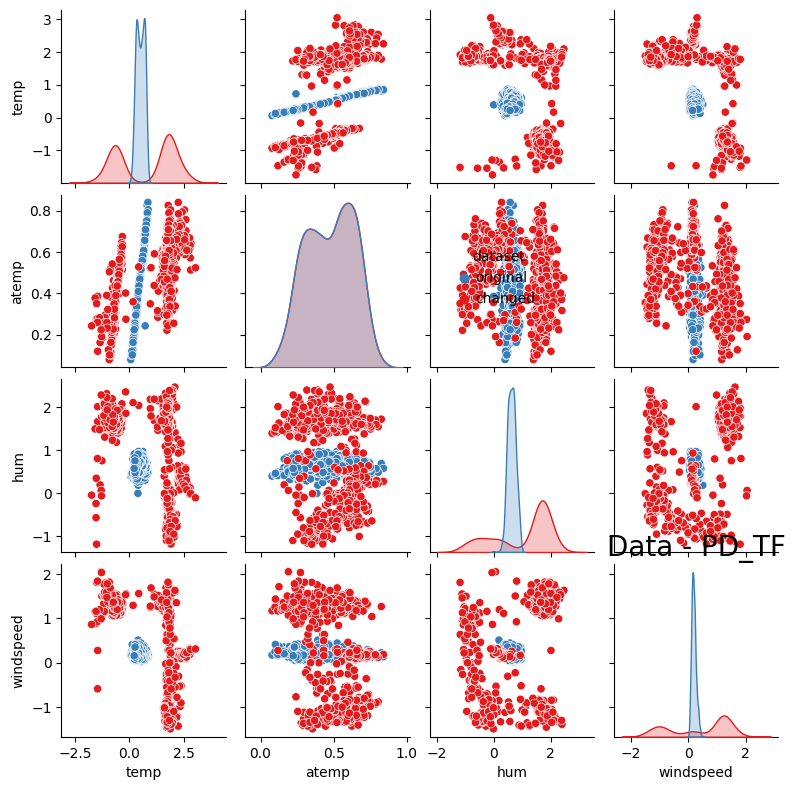 3
2
1
0
−1
temp
0.8
0.6
0.4
0.2
atemp
dataset
original
changed
2
1
0
−1
hum
Data - PD_TF
2
1
0
−1
windspeed
−2.5 0.0 2.5 0.0 0.5 1.0 0 2 −2 0 2
temp atemp hum windspeed